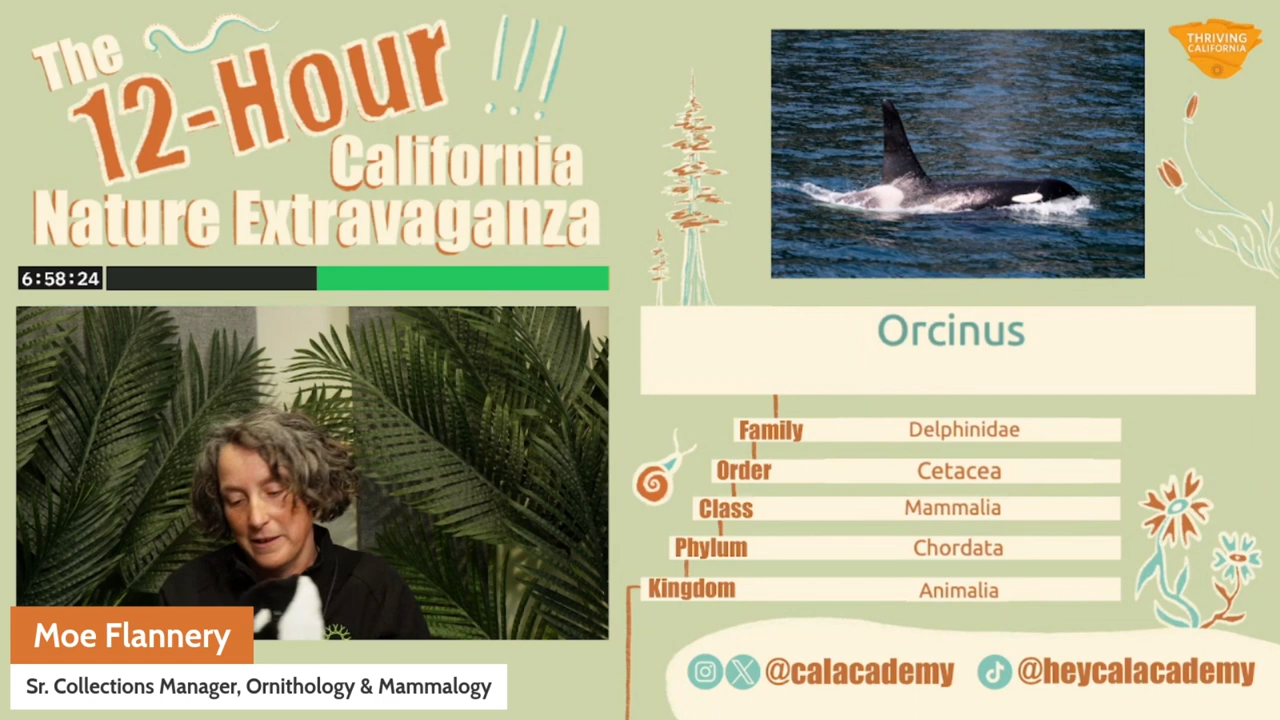 The
12-Hour
!!!
California
Nature Extravaganza
6:58:24
THRIVING
CALIFORNIA
Orcinus
Family Delphinidae
Order Cetacea
Class Mammalia
Phylum Chordata
Kingdom Animalia
Moe Flannery
Sr. Collections Manager, Ornithology & Mammalogy
@calacademy @heycalacademy